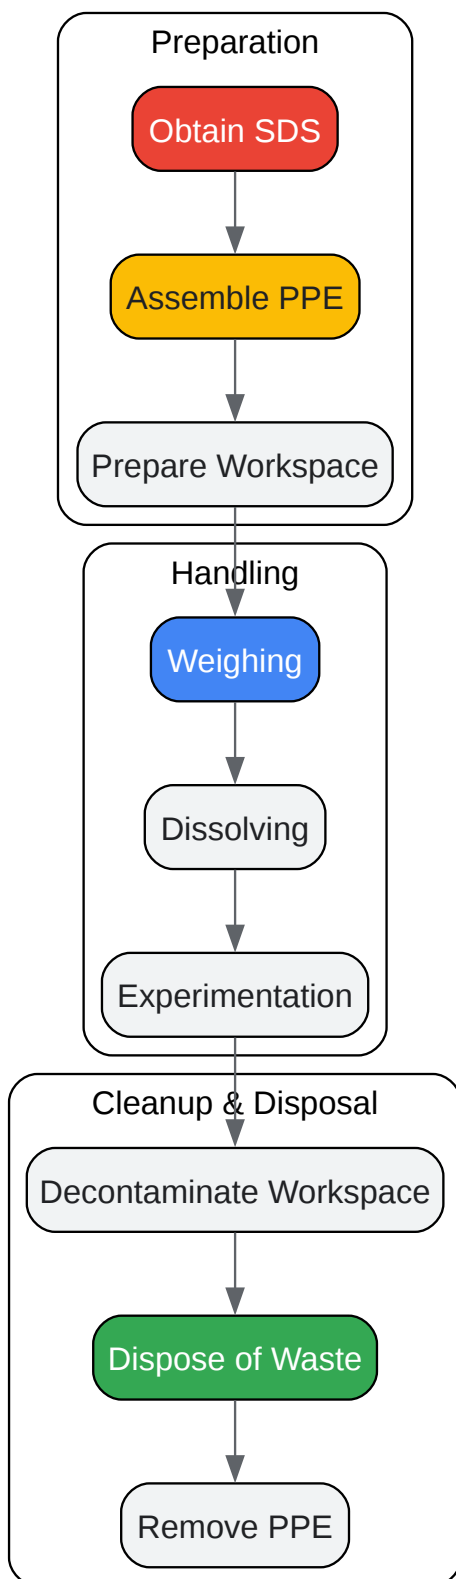 Preparation
Obtain SDS
Assemble PPE
Prepare Workspace
Handling
Weighing
Dissolving
Experimentation
Cleanup & Disposal
Decontaminate Workspace
Dispose of Waste
Remove PPE